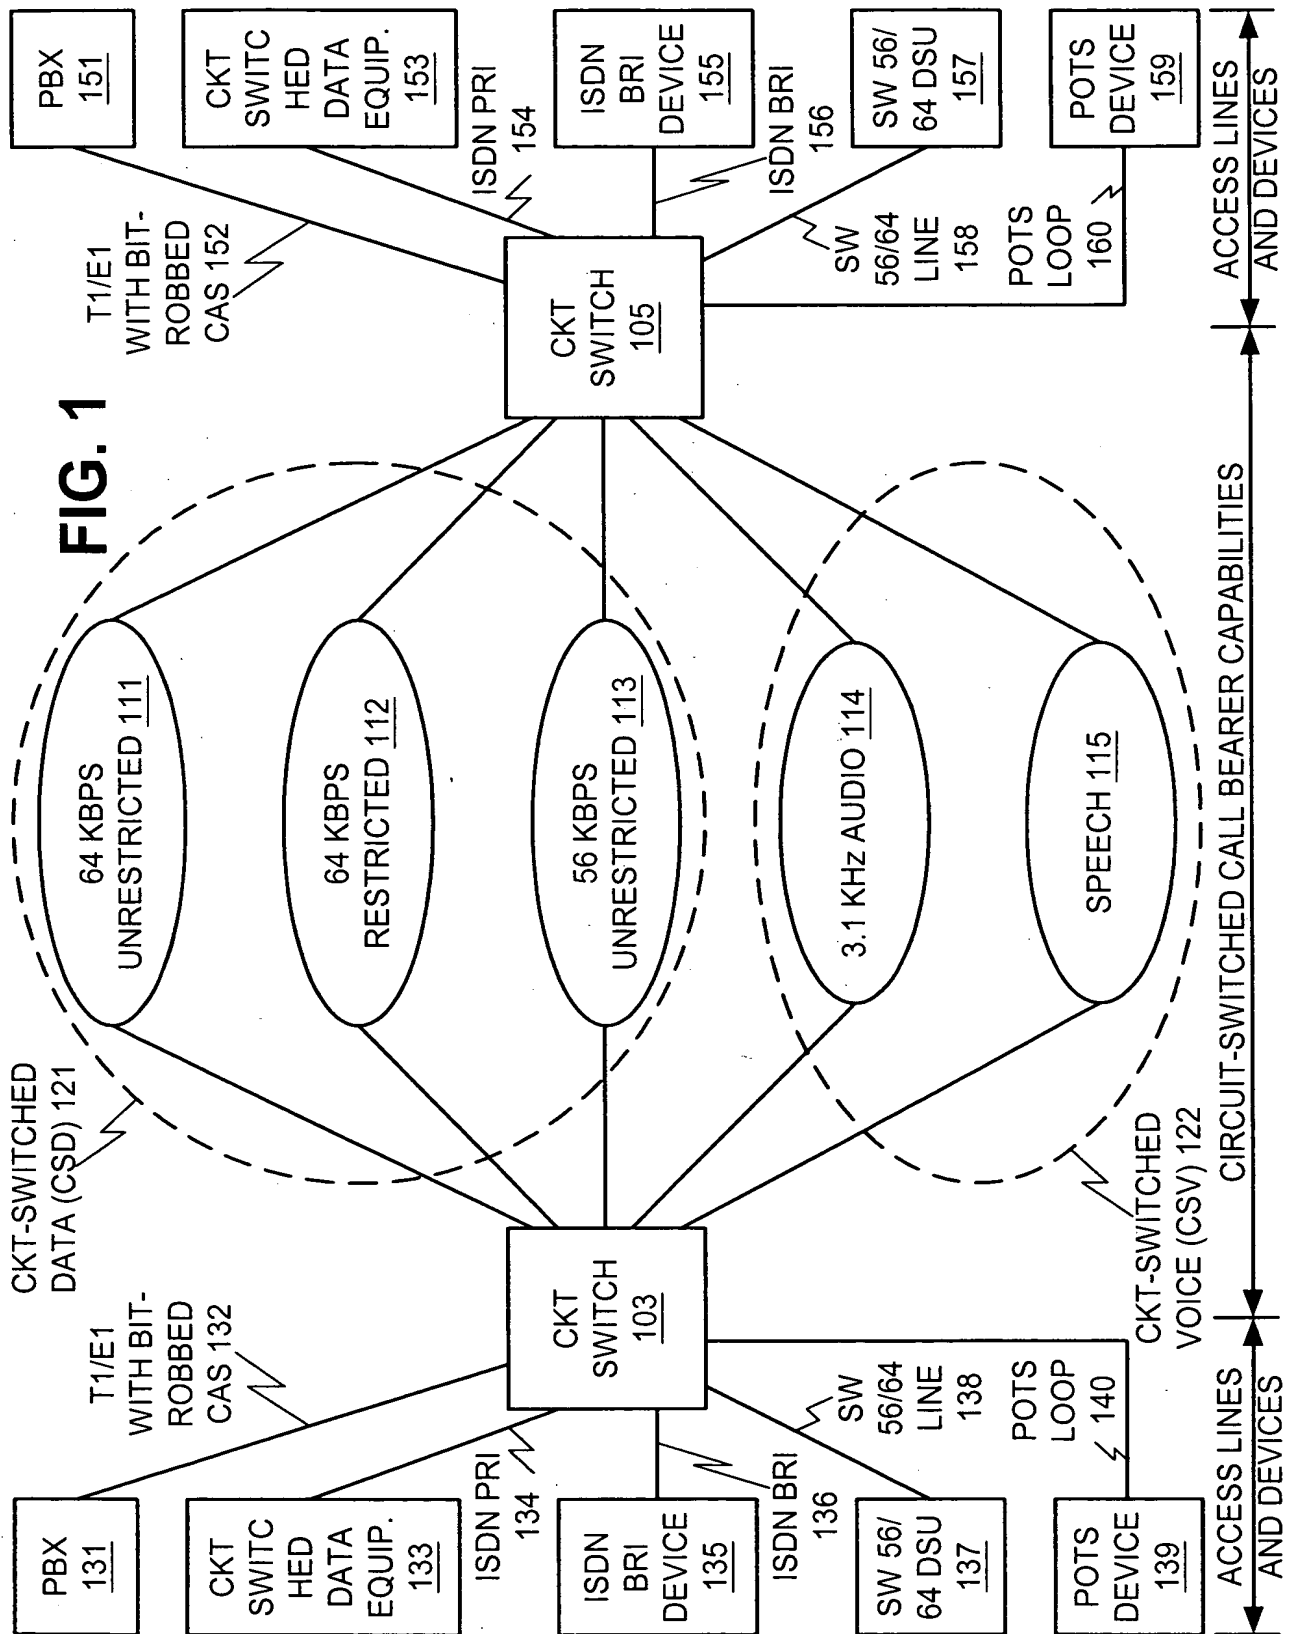 FIG. 1
PBX
131
T1/E1
WITH BIT-
ROBBED
CAS 132
CKT
SWITC
HED
DATA
EQUIP.
133
ISDN PRI
134
ISDN
BRI
DEVICE
135
ISDN BRI
136
SW 56/
64 DSU
137
SW
56/64
LINE
138
POTS
DEVICE
139
POTS
LOOP
140
CKT
SWITCH
103
CKT-SWITCHED
DATA (CSD) 121
64 KBPS
UNRESTRICTED 111
64 KBPS
RESTRICTED 112
56 KBPS
UNRESTRICTED 113
3.1 KHz AUDIO 114
SPEECH 115
CKT-SWITCHED
VOICE (CSV) 122
CKT
SWITCH
105
T1/E1
WITH BIT-
ROBBED
CAS 152
PBX
151
CKT
SWITC
HED
DATA
EQUIP.
153
ISDN PRI
154
ISDN
BRI
DEVICE
155
ISDN BRI
156
SW 56/
64 DSU
157
SW
56/64
LINE
158
POTS
DEVICE
159
POTS
LOOP
160
ACCESS LINES
AND DEVICES
CIRCUIT-SWITCHED CALL BEARER CAPABILITIES
ACCESS LINES
AND DEVICES